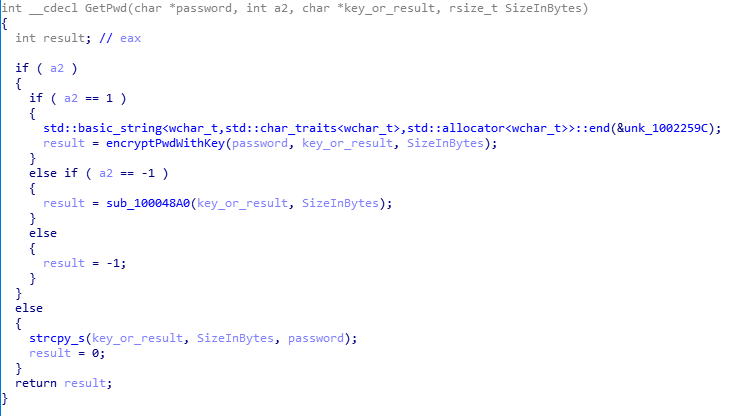 int __cdecl GetPwd(char *password, int a2, char *key_or_result, rsize_t SizeInBytes)
{
  int result; // eax

  if ( a2 )
  {
    if ( a2 == 1 )
    {
      std::basic_string<wchar_t,std::char_traits<wchar_t>,std::allocator<wchar_t>>::end(&unk_1002259C);
      result = encryptPwdWithKey(password, key_or_result, SizeInBytes);
    }
    else if ( a2 == -1 )
    {
      result = sub_100048A0(key_or_result, SizeInBytes);
    }
    else
    {
      result = -1;
    }
  }
  else
  {
    strcpy_s(key_or_result, SizeInBytes, password);
    result = 0;
  }
  return result;
}